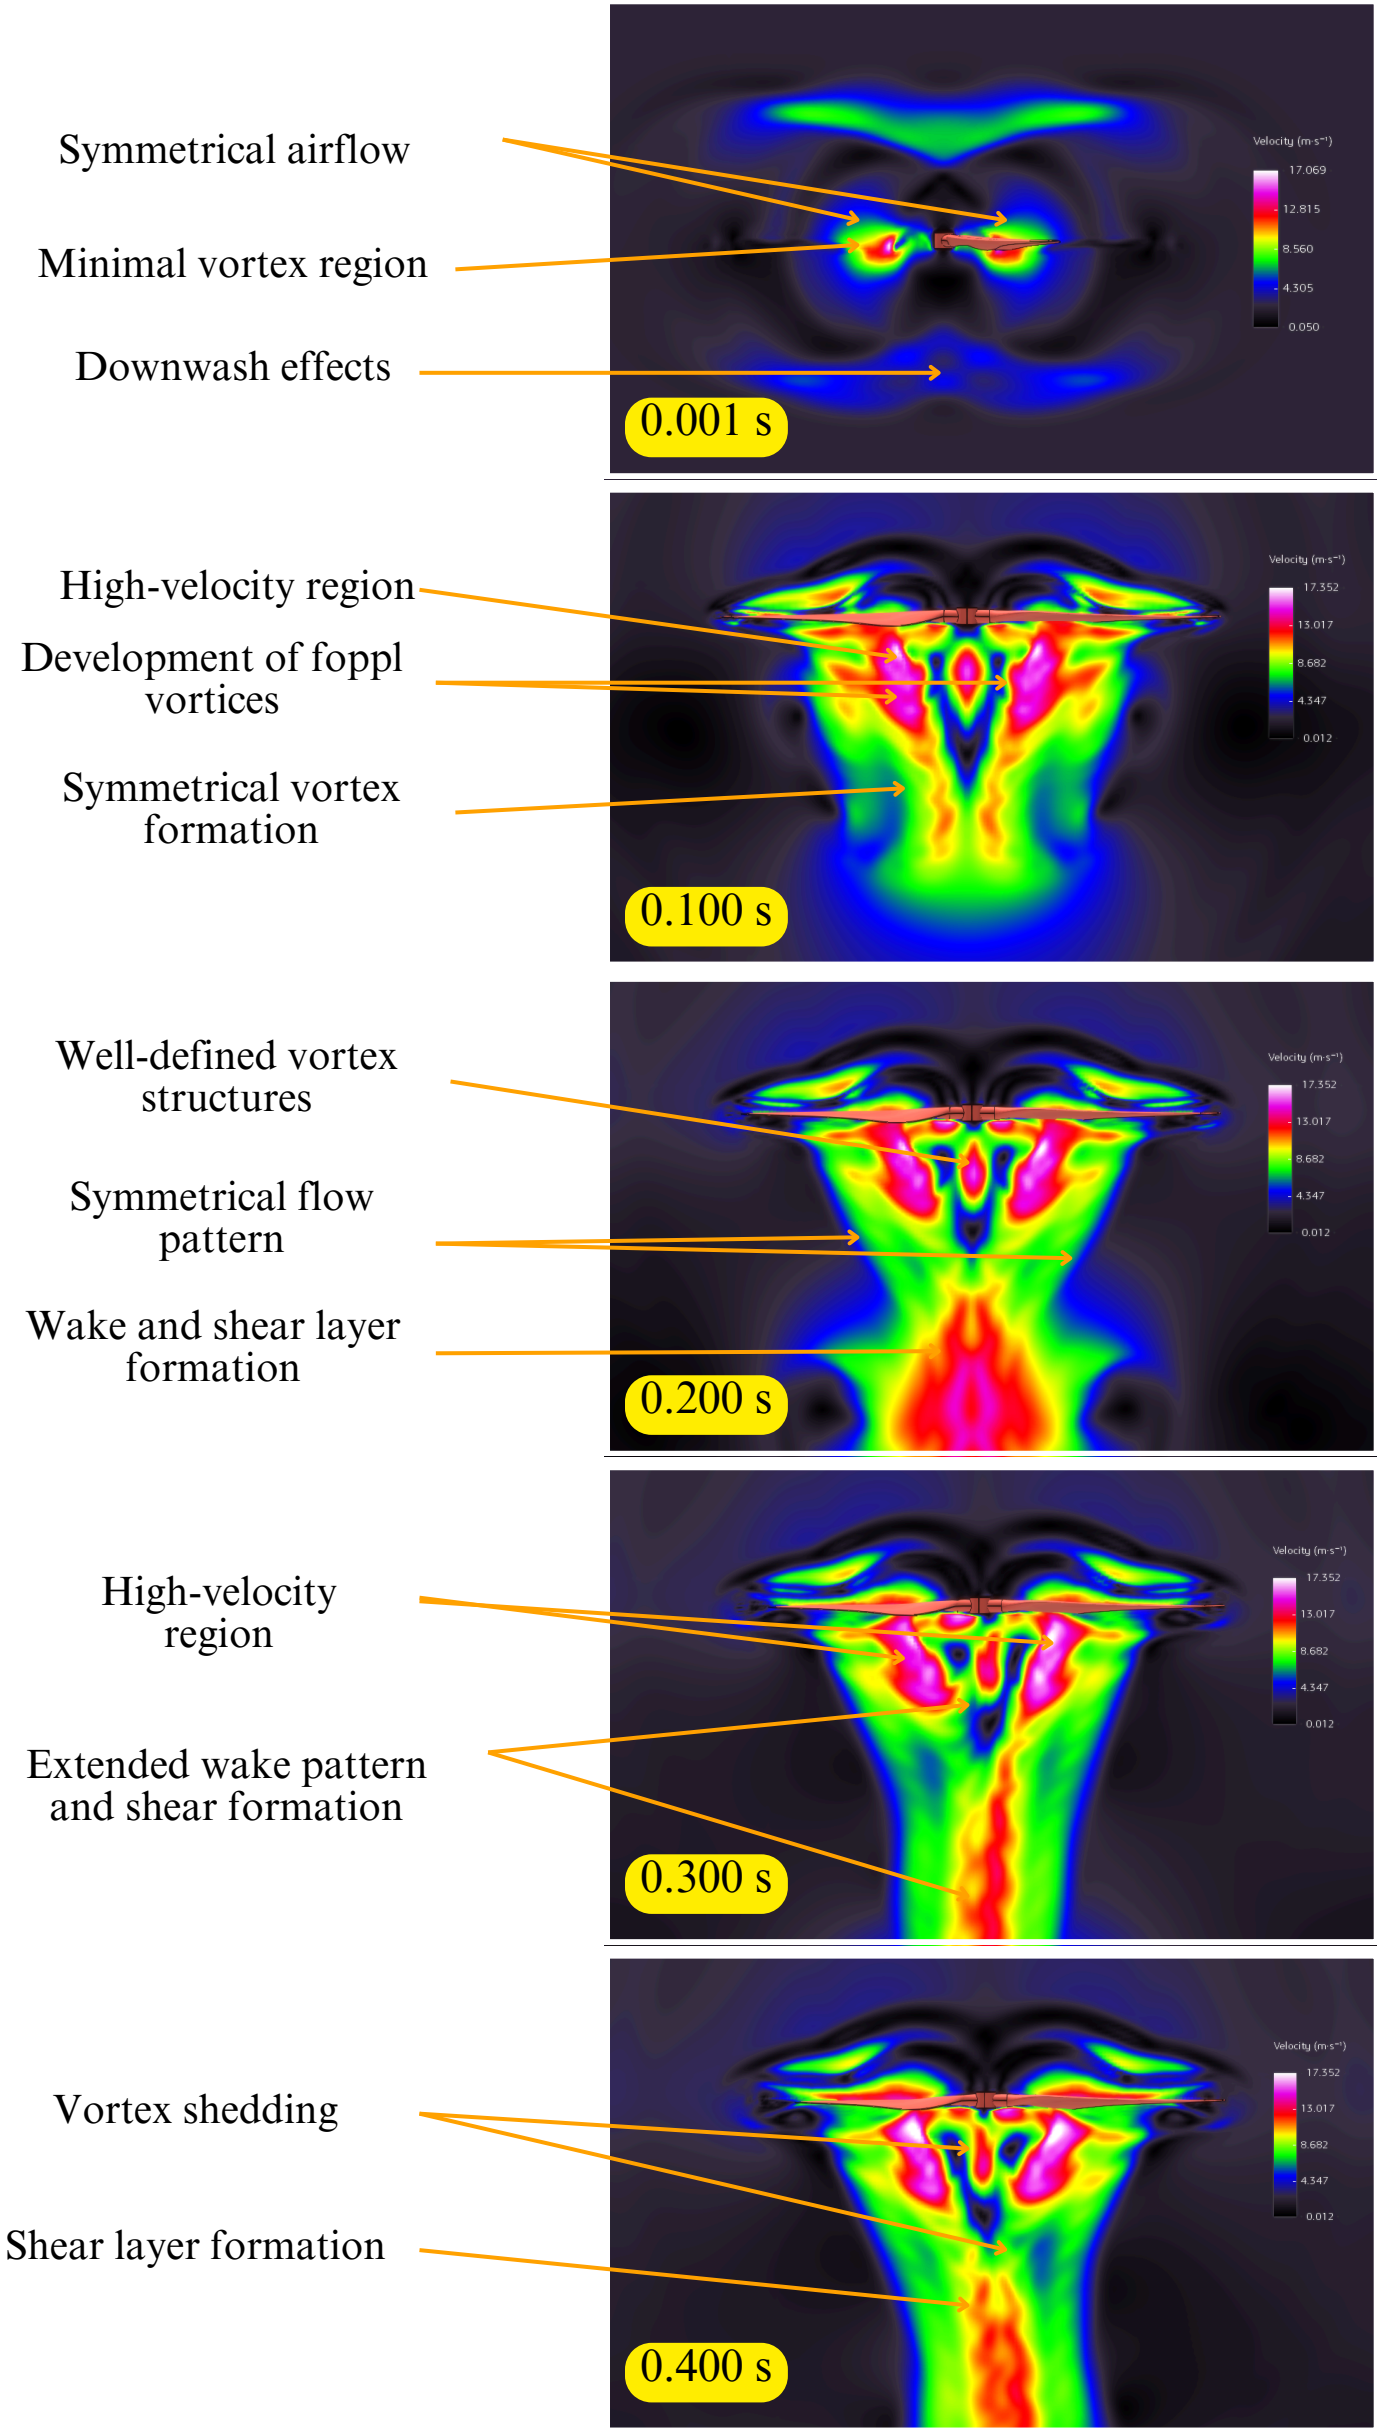 Symmetrical airflow
Minimal vortex region
Downwash effects
Velocity (m·s⁻¹)
17.069
12.815
8.560
4.305
0.050
0.001 s
High-velocity region
Development of foppl
vortices
Symmetrical vortex
formation
Velocity (m·s⁻¹)
17.352
13.017
8.682
4.347
0.012
0.100 s
Well-defined vortex
structures
Symmetrical flow
pattern
Wake and shear layer
formation
Velocity (m·s⁻¹)
17.352
13.017
8.682
4.347
0.012
0.200 s
High-velocity
region
Extended wake pattern
and shear formation
Velocity (m·s⁻¹)
17.352
13.017
8.682
4.347
0.012
0.300 s
Vortex shedding
Shear layer formation
Velocity (m·s⁻¹)
17.352
13.017
8.682
4.347
0.012
0.400 s